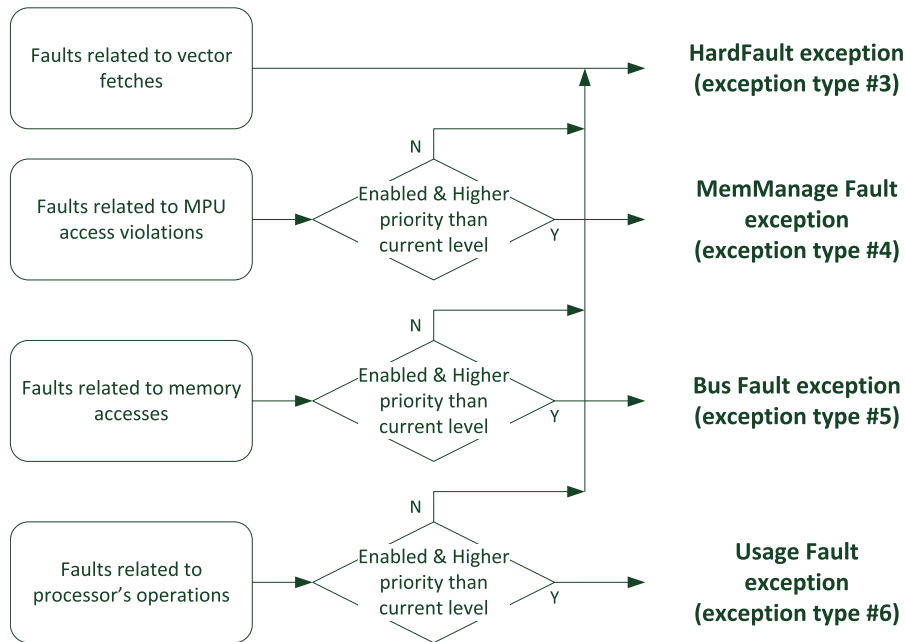 Faults related to vector
fetches
HardFault exception
(exception type #3)
N
Faults related to MPU
access violations
Enabled & Higher
priority than
current level
Y
MemManage Fault
exception
(exception type #4)
N
Faults related to memory
accesses
Enabled & Higher
priority than
current level
Y
Bus Fault exception
(exception type #5)
N
Faults related to
processor's operations
Enabled & Higher
priority than
current level
Y
Usage Fault
exception
(exception type #6)